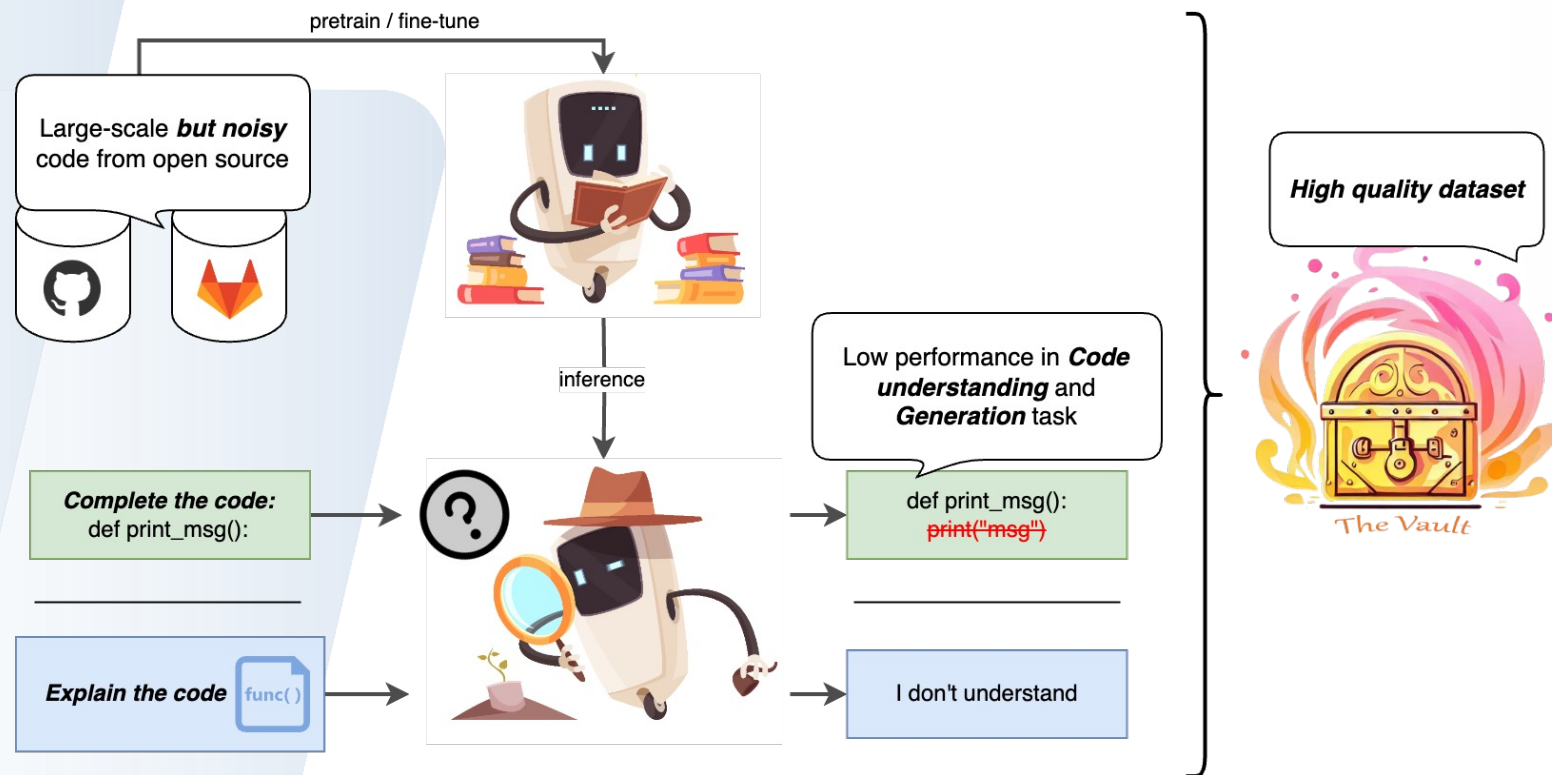 pretrain / fine-tune
Large-scale but noisy
code from open source
High quality dataset
inference
Low performance in Code
understanding and
Generation task
Complete the code:
def print_msg():
def print_msg():
print("msg")
The Vault
Explain the code
func()
I don't understand